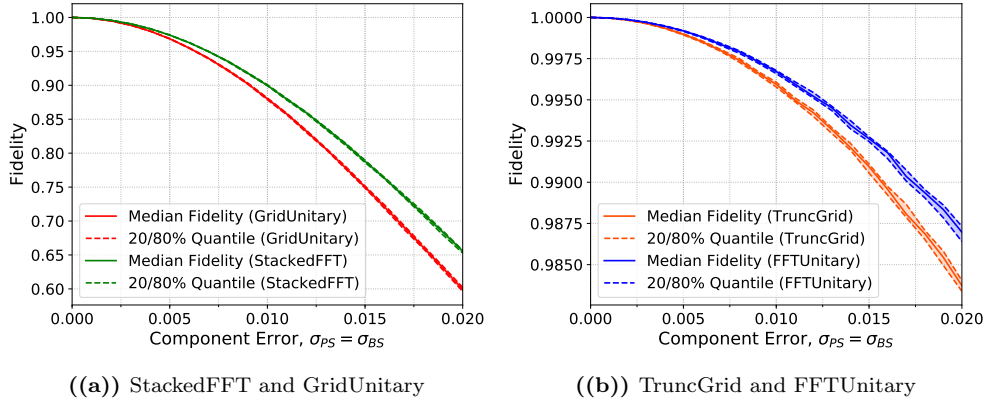 1.00
0.95
0.90
0.85
0.80
0.75
0.70
0.65
0.60
Fidelity
Median Fidelity (GridUnitary)
20/80% Quantile (GridUnitary)
Median Fidelity (StackedFFT)
20/80% Quantile (StackedFFT)
0.000 0.005 0.010 0.015 0.020
Component Error, σ_PS = σ_BS
((a)) StackedFFT and GridUnitary
1.0000
0.9975
0.9950
0.9925
0.9900
0.9875
0.9850
Fidelity
Median Fidelity (TruncGrid)
20/80% Quantile (TruncGrid)
Median Fidelity (FFTUnitary)
20/80% Quantile (FFTUnitary)
0.000 0.005 0.010 0.015 0.020
Component Error, σ_PS = σ_BS
((b)) TruncGrid and FFTUnitary